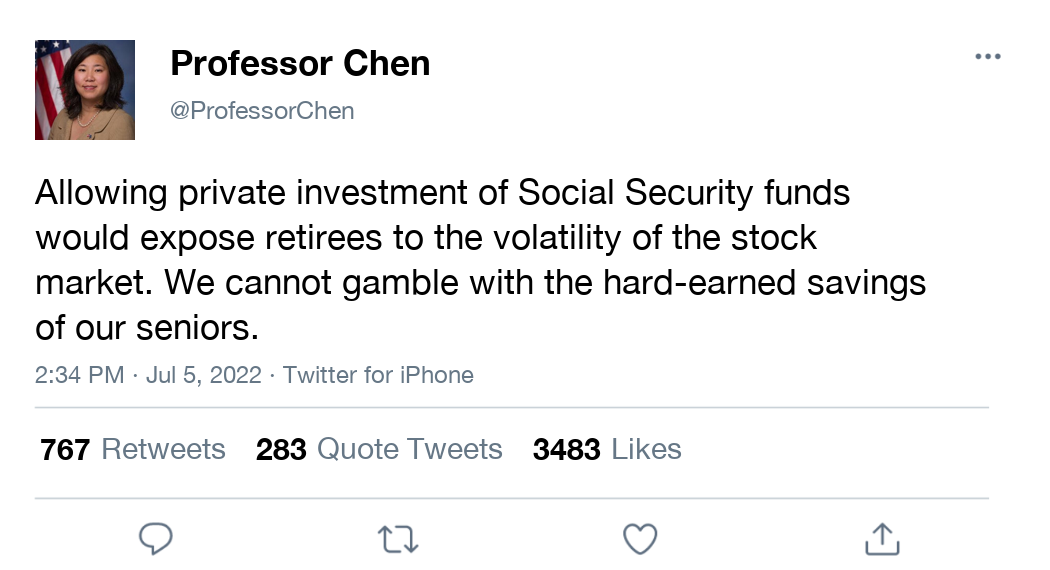 Professor Chen
@ProfessorChen
Allowing private investment of Social Security funds
would expose retirees to the volatility of the stock
market. We cannot gamble with the hard-earned savings
of our seniors.
2:34 PM · Jul 5, 2022 · Twitter for iPhone
767 Retweets 283 Quote Tweets 3483 Likes